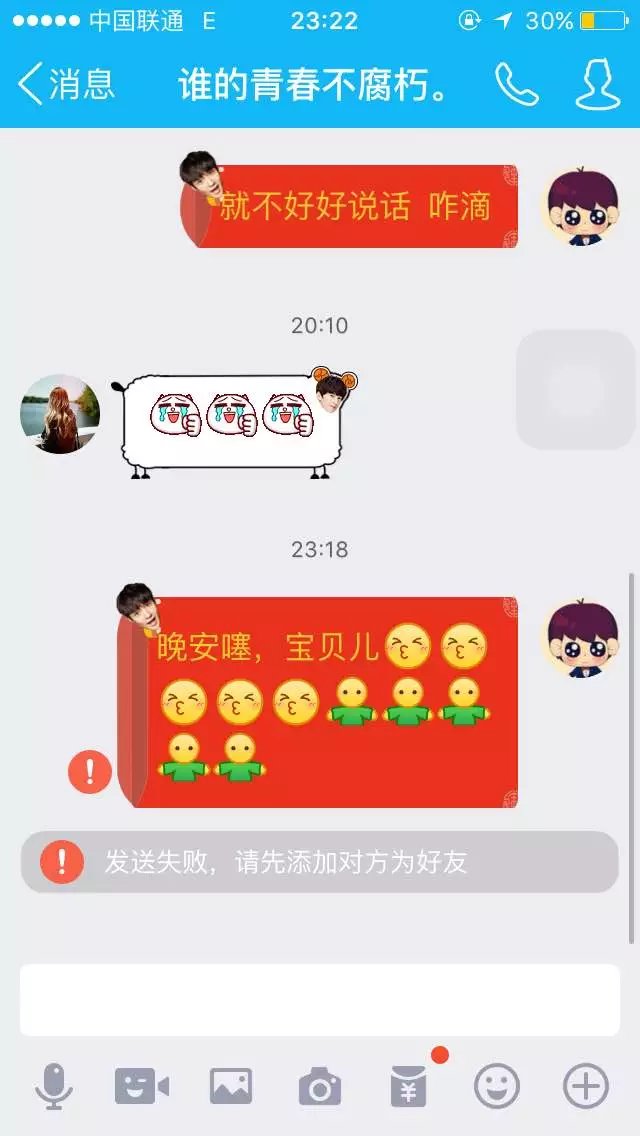 中国联通 E 23:22 30%
消息 谁的青春不腐朽。
就不好好说话 咋滴
20:10
23:18
晚安噻，宝贝儿
发送失败，请先添加对方为好友